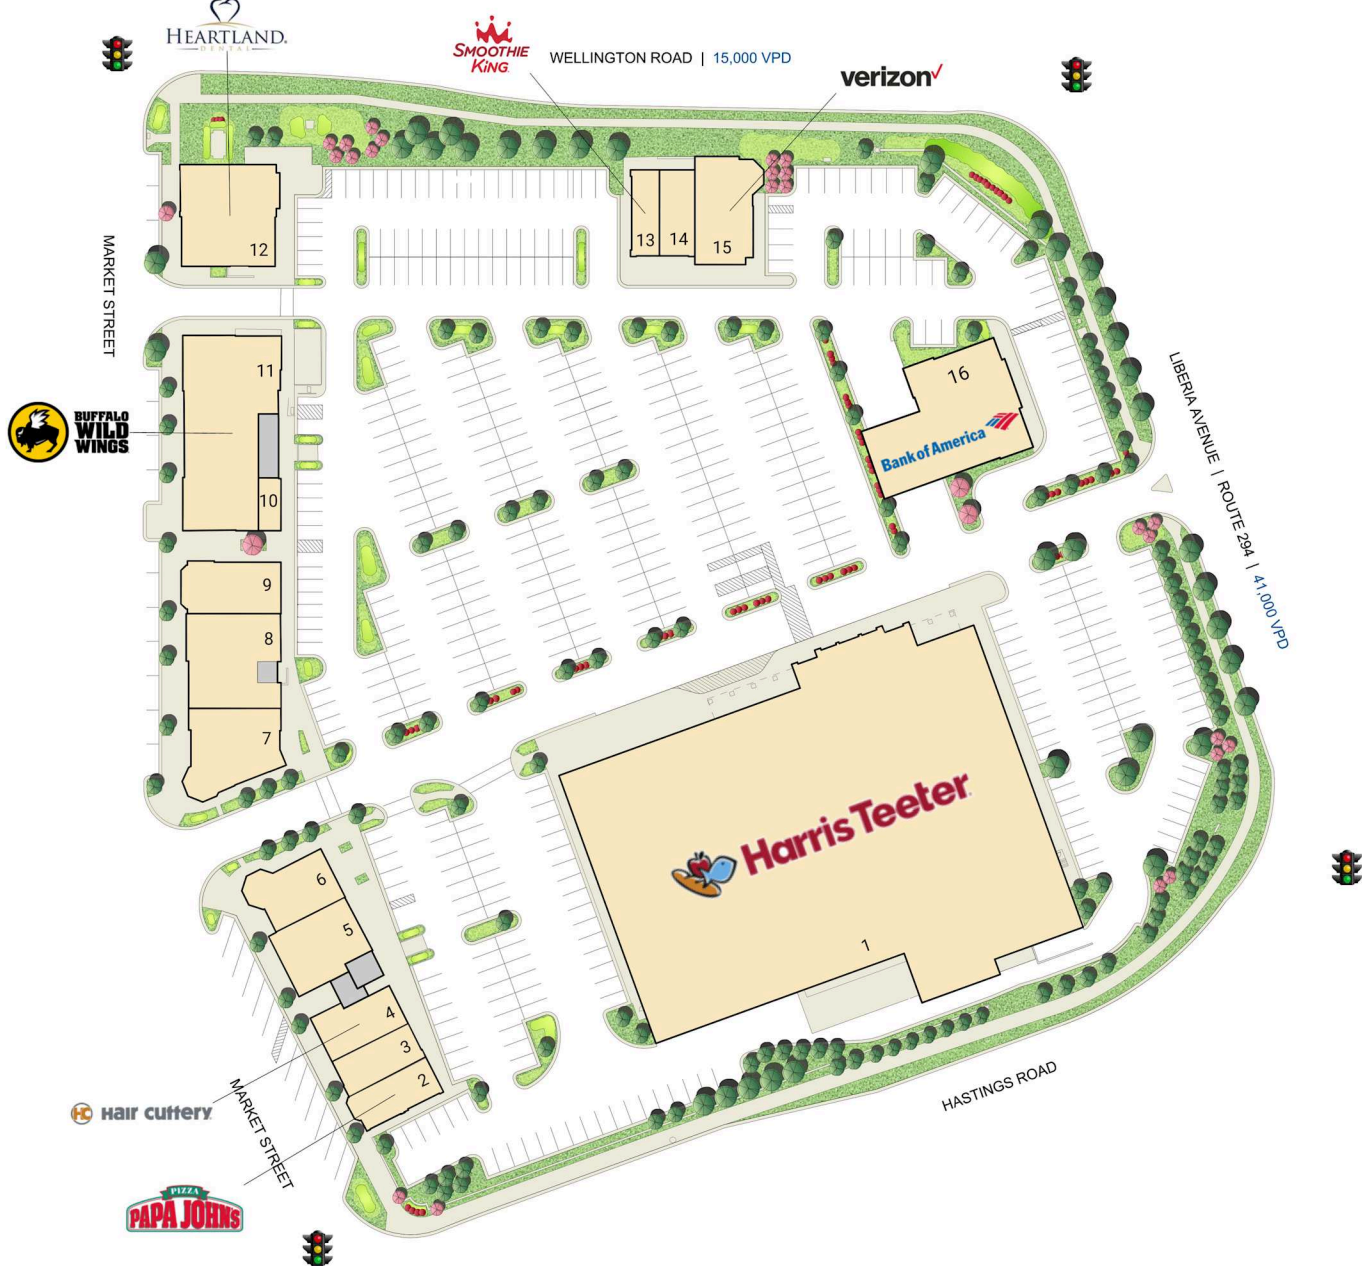 HEARTLAND.
DENTAL
SMOOTHIE
KING
WELLINGTON ROAD | 15,000 VPD
verizon✓
MARKET STREET
12
13
14
15
11
16
BUFFALO
WILD
WINGS
Bank of America
10
LIBERIA AVENUE | ROUTE 294 | 41,000 VPD
9
8
7
Harris Teeter
6
5
1
4
3
2
HC Hair cuttery
MARKET STREET
HASTINGS ROAD
PIZZA
PAPA JOHNS